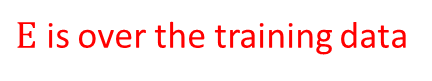 E is over the training data